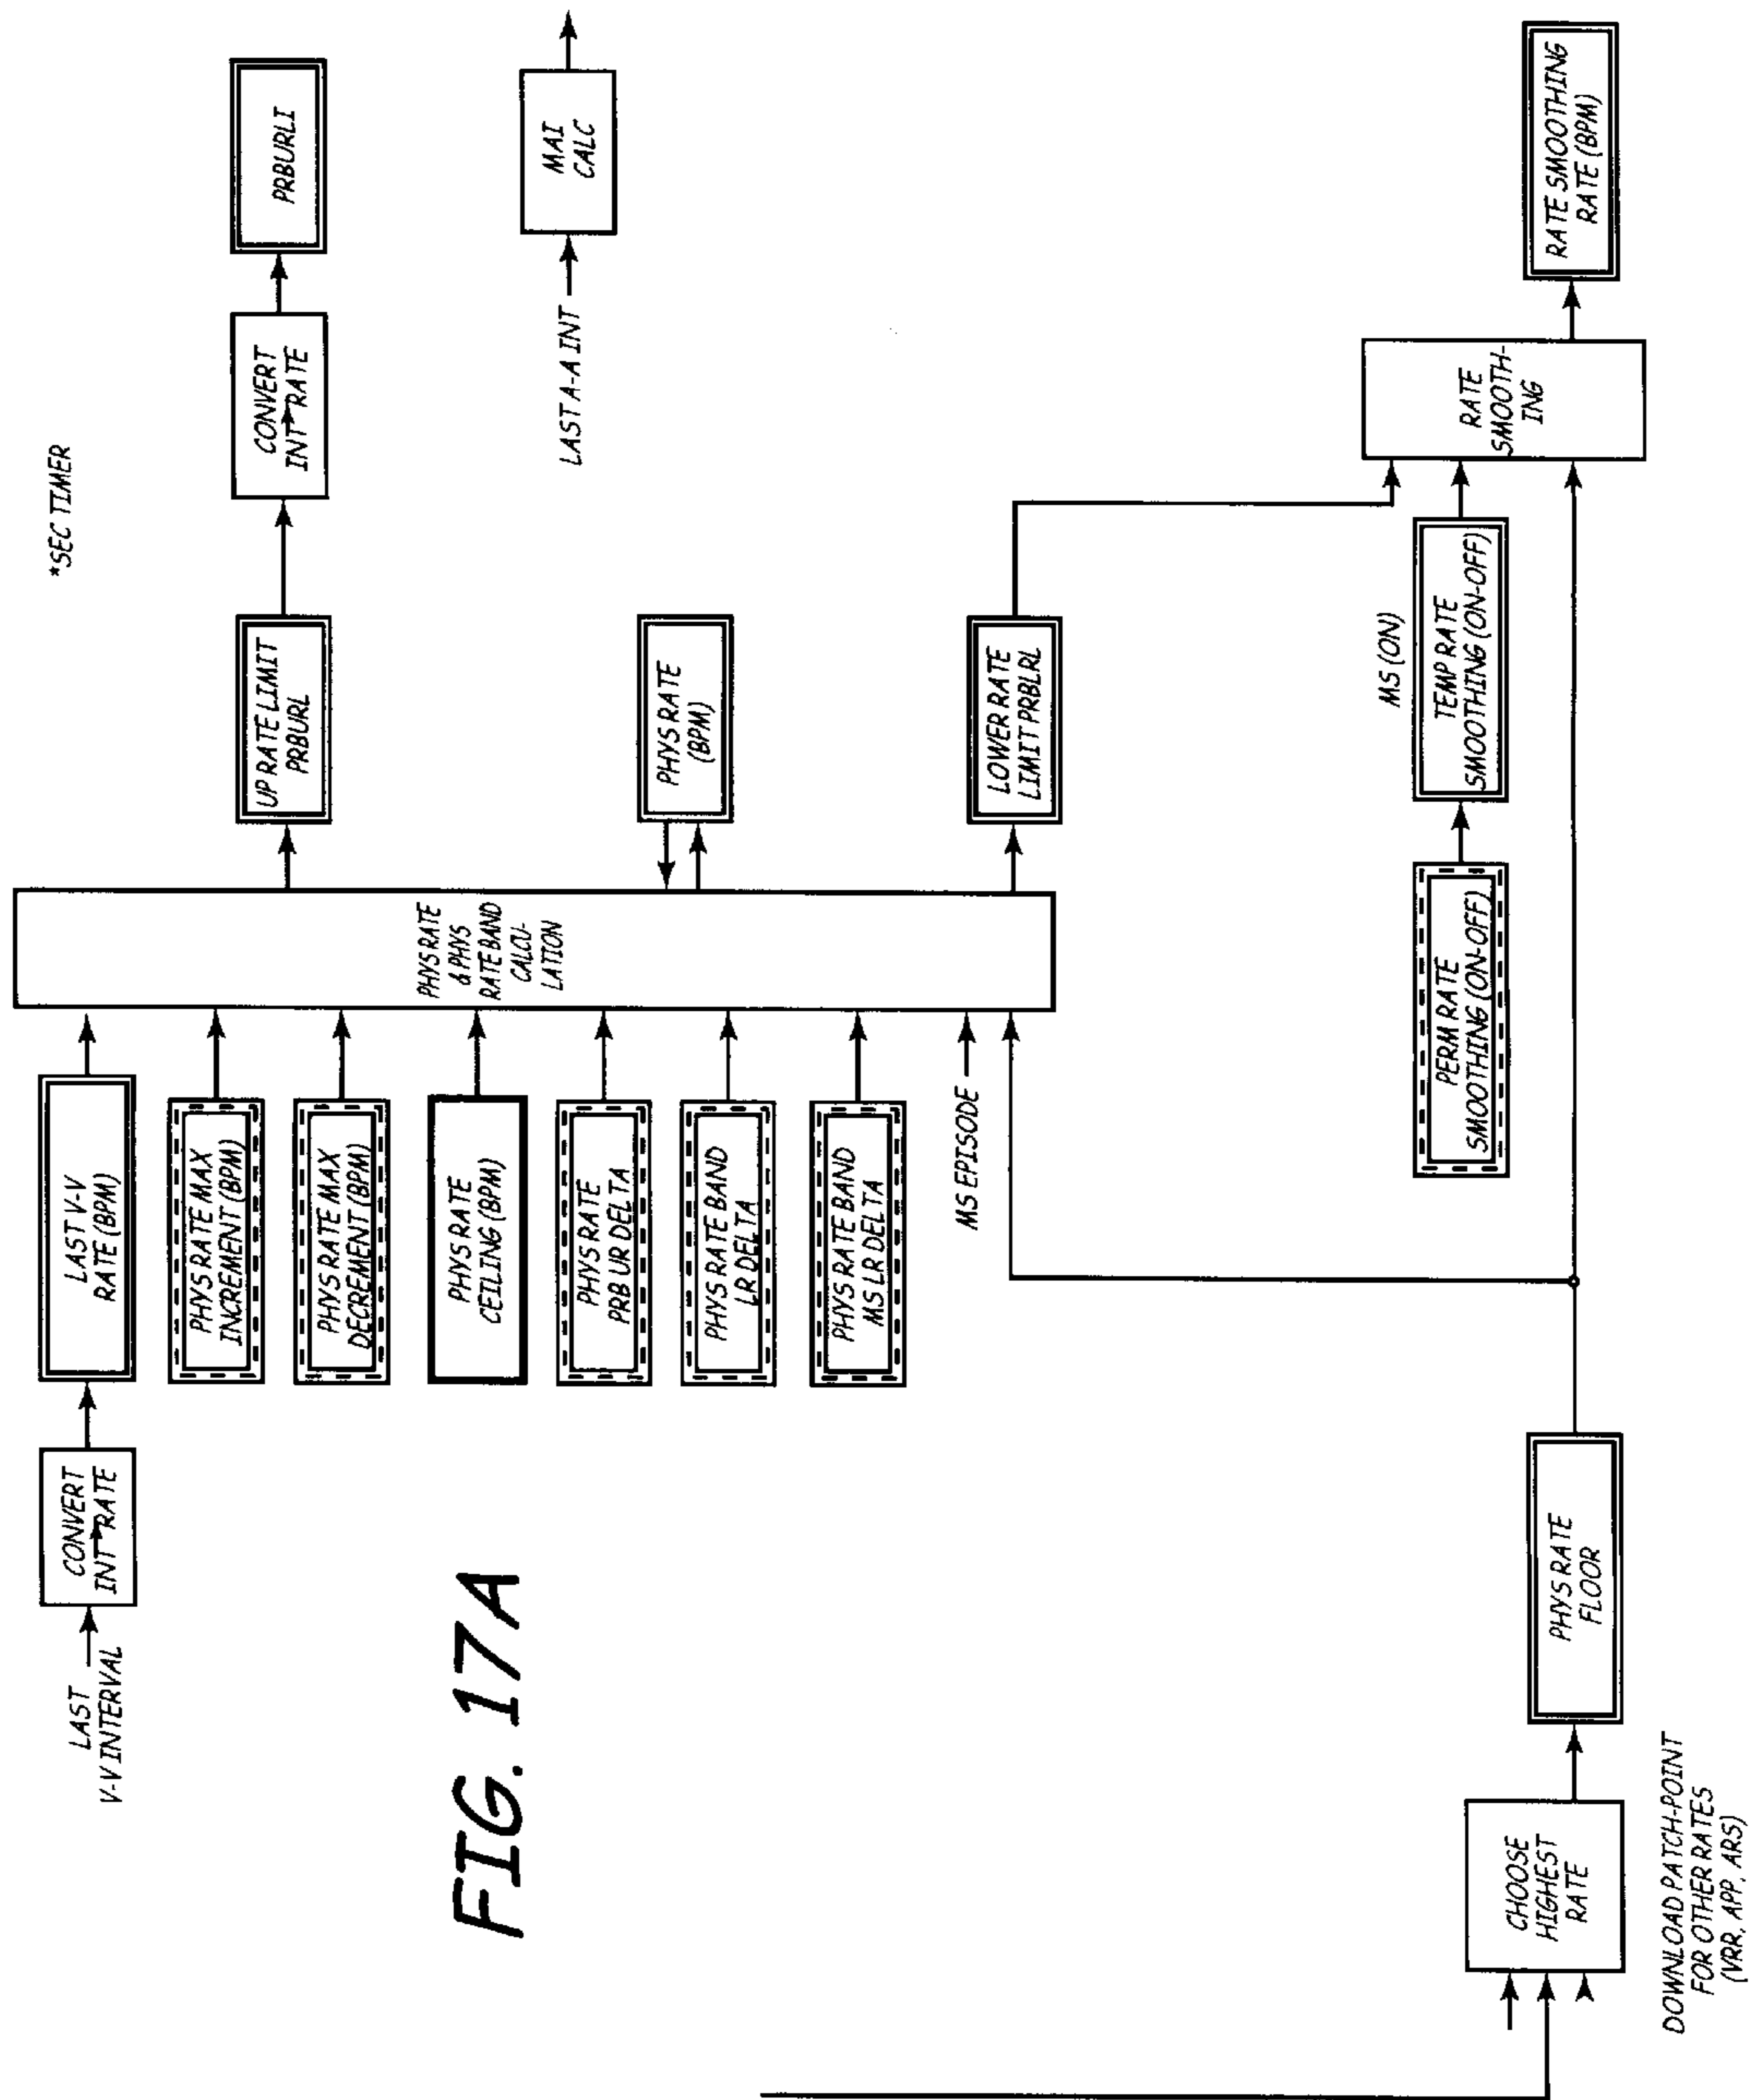 *SEC TIMER
LAST
V-V INTERVAL
CONVERT
INT→RATE
LAST V-V
RATE (BPM)
PHYS RATE MAX
INCREMENT (BPM)
PHYS RATE MAX
DECREMENT (BPM)
PHYS RATE
CEILING (BPM)
PHYS RATE
PRB UR DELTA
PHYS RATE BAND
LR DELTA
PHYS RATE BAND
MS LR DELTA
MS EPISODE
PHYS RATE
& PHYS
RATE BAND
CALCU-
LATION
UP RATE LIMIT
PRBURL
CONVERT
INT→RATE
PRBURLI
PHYS RATE
(BPM)
LAST A-A INT
MAI
CALC
LOWER RATE
LIMIT PRBLRL
MS (ON)
PERM RATE
SMOOTHING (ON-OFF)
TEMP RATE
SMOOTHING (ON-OFF)
RATE
SMOOTH-
ING
RATE SMOOTHING
RATE (BPM)
CHOOSE
HIGHEST
RATE
PHYS RATE
FLOOR
DOWNLOAD PATCH-POINT
FOR OTHER RATES
(VRR, APP, ARS)
FIG. 17A